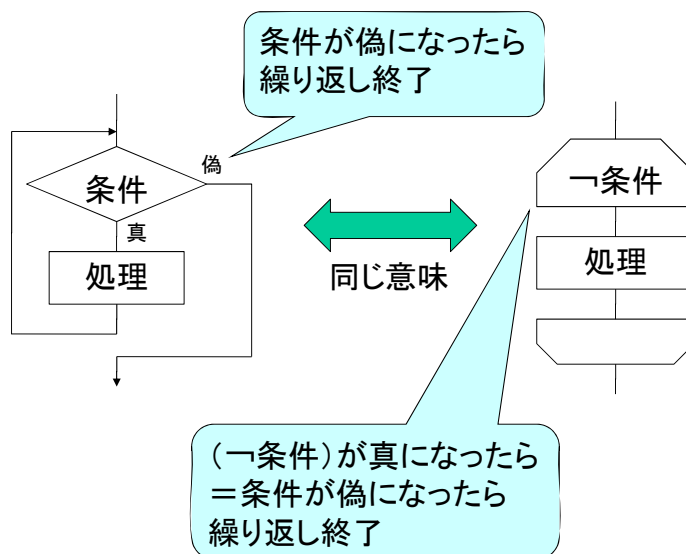 条件が偽になったら
繰り返し終了
偽
条件
真
処理
同じ意味
￢条件
処理
(￢条件)が真になったら
＝条件が偽になったら
繰り返し終了